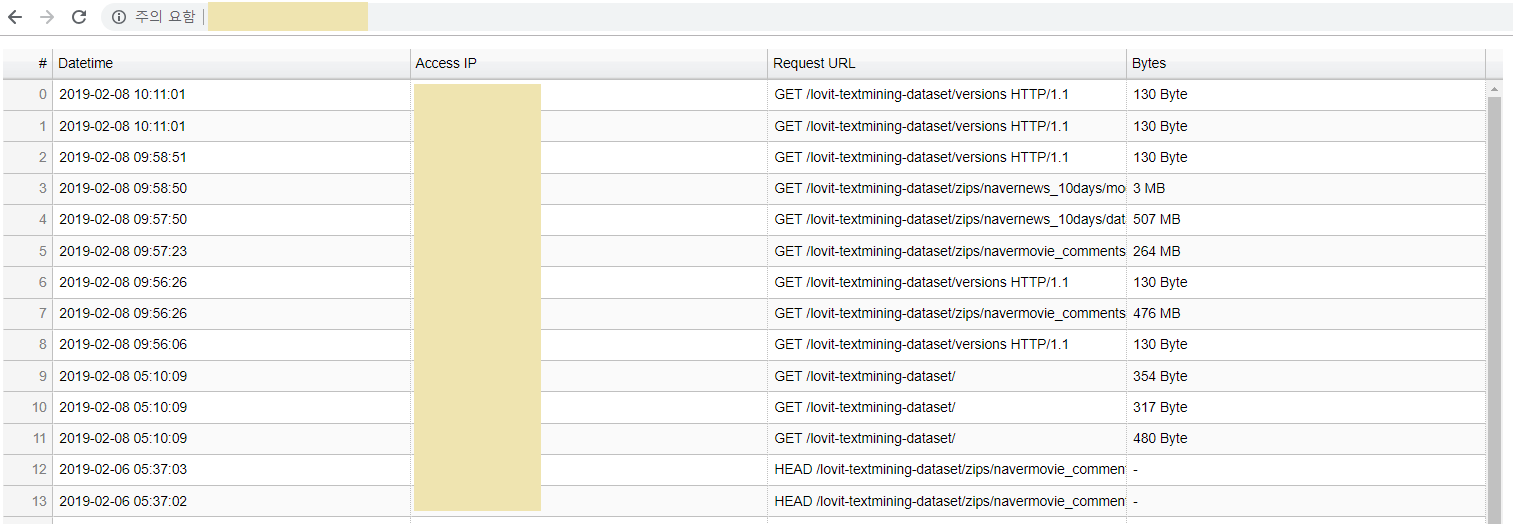 주의 요함
# Datetime Access IP Request URL Bytes
0 2019-02-08 10:11:01 GET /lovit-textmining-dataset/versions HTTP/1.1 130 Byte
1 2019-02-08 10:11:01 GET /lovit-textmining-dataset/versions HTTP/1.1 130 Byte
2 2019-02-08 09:58:51 GET /lovit-textmining-dataset/versions HTTP/1.1 130 Byte
3 2019-02-08 09:58:50 GET /lovit-textmining-dataset/zips/navernews_10days/mo 3 MB
4 2019-02-08 09:57:50 GET /lovit-textmining-dataset/zips/navernews_10days/dat 507 MB
5 2019-02-08 09:57:23 GET /lovit-textmining-dataset/zips/navermovie_comments 264 MB
6 2019-02-08 09:56:26 GET /lovit-textmining-dataset/versions HTTP/1.1 130 Byte
7 2019-02-08 09:56:26 GET /lovit-textmining-dataset/zips/navermovie_comments 476 MB
8 2019-02-08 09:56:06 GET /lovit-textmining-dataset/versions HTTP/1.1 130 Byte
9 2019-02-08 05:10:09 GET /lovit-textmining-dataset/ 354 Byte
10 2019-02-08 05:10:09 GET /lovit-textmining-dataset/ 317 Byte
11 2019-02-08 05:10:09 GET /lovit-textmining-dataset/ 480 Byte
12 2019-02-06 05:37:03 HEAD /lovit-textmining-dataset/zips/navermovie_commen -
13 2019-02-06 05:37:02 HEAD /lovit-textmining-dataset/zips/navermovie_commen -